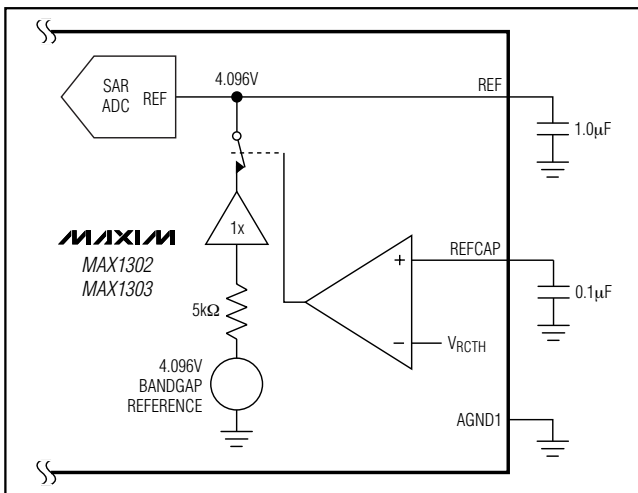 SAR
ADC
REF
4.096V
REF
1.0µF
1x
MAXIM
MAX1302
MAX1303
REFCAP
0.1µF
5kΩ
VRCTH
4.096V
BANDGAP
REFERENCE
AGND1
+
−